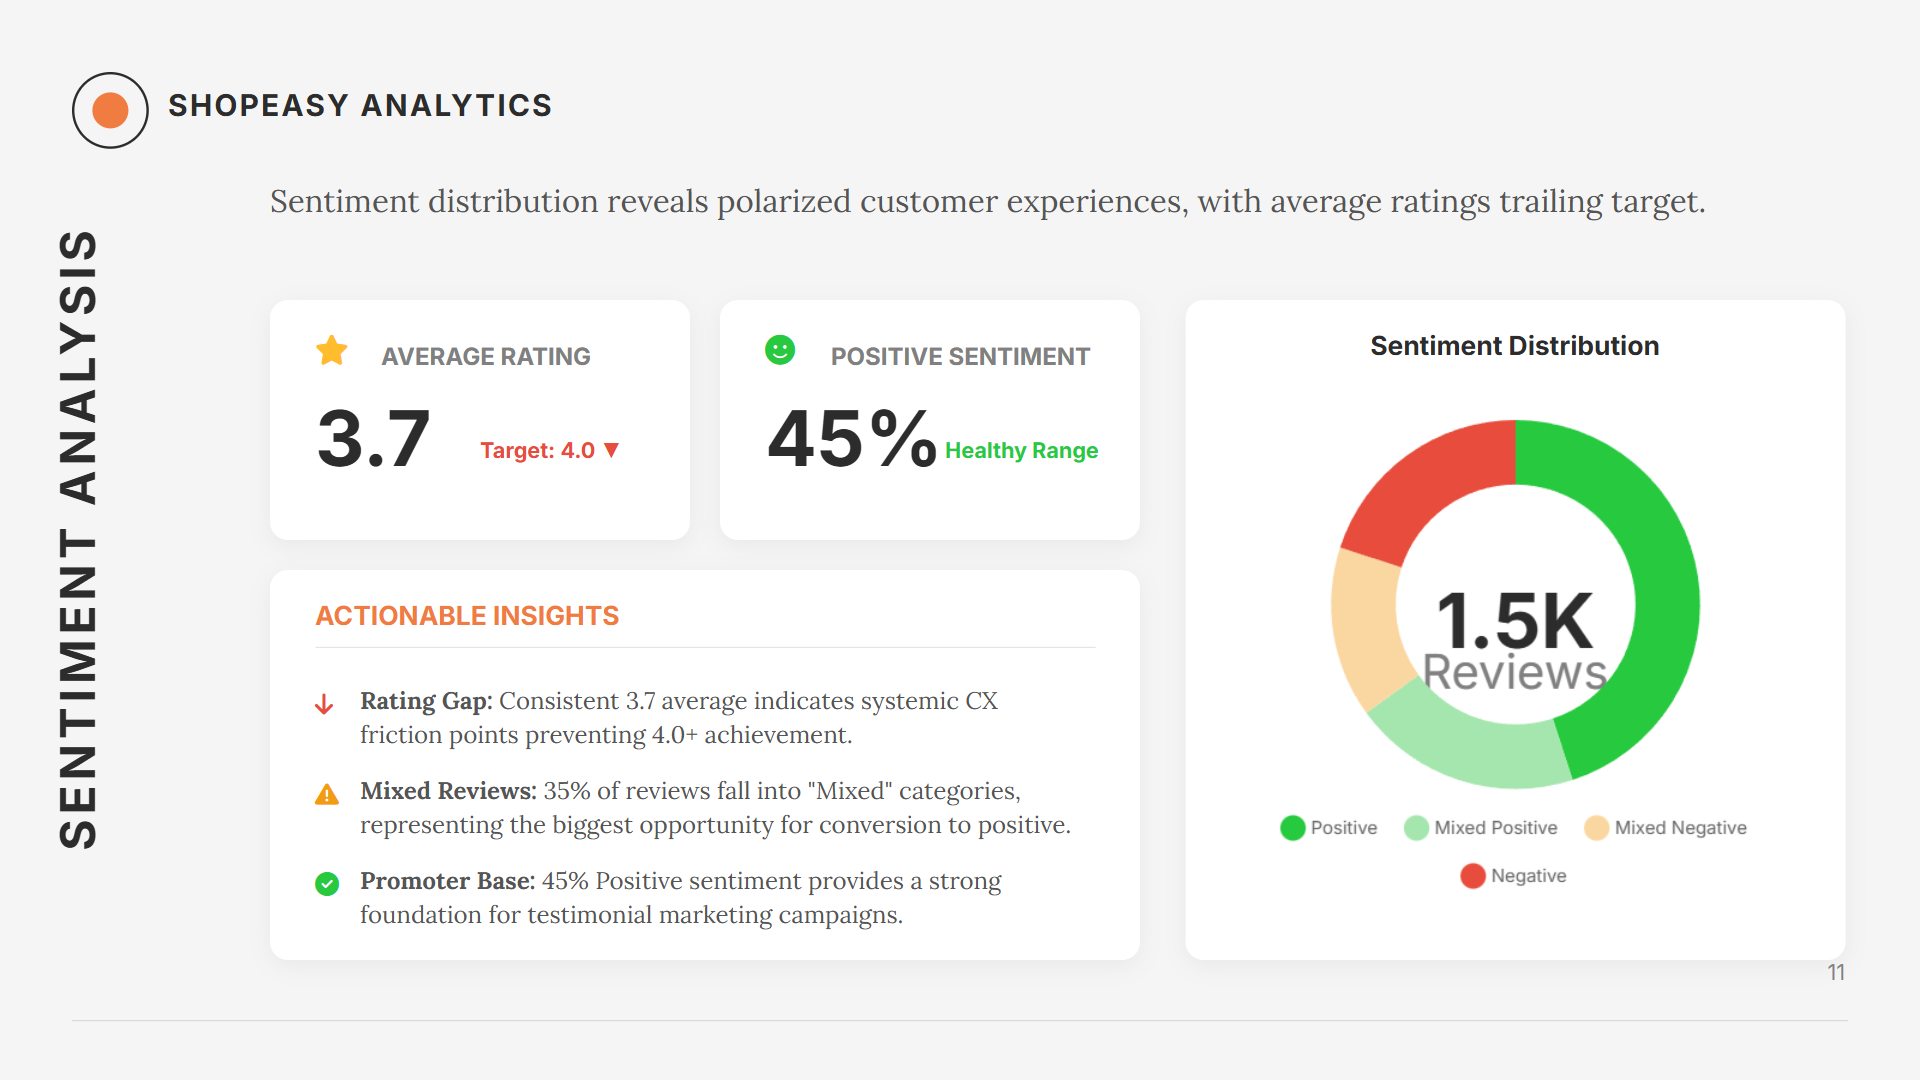 SHOPEASY ANALYTICS
Sentiment distribution reveals polarized customer experiences, with average ratings trailing target.
SENTIMENT ANALYSIS
AVERAGE RATING
3.7
Target: 4.0 ▼
POSITIVE SENTIMENT
45%
Healthy Range
ACTIONABLE INSIGHTS
Rating Gap: Consistent 3.7 average indicates systemic CX
friction points preventing 4.0+ achievement.
Mixed Reviews: 35% of reviews fall into "Mixed" categories,
representing the biggest opportunity for conversion to positive.
Promoter Base: 45% Positive sentiment provides a strong
foundation for testimonial marketing campaigns.
Sentiment Distribution
1.5K
Reviews
Positive
Mixed Positive
Mixed Negative
Negative
11